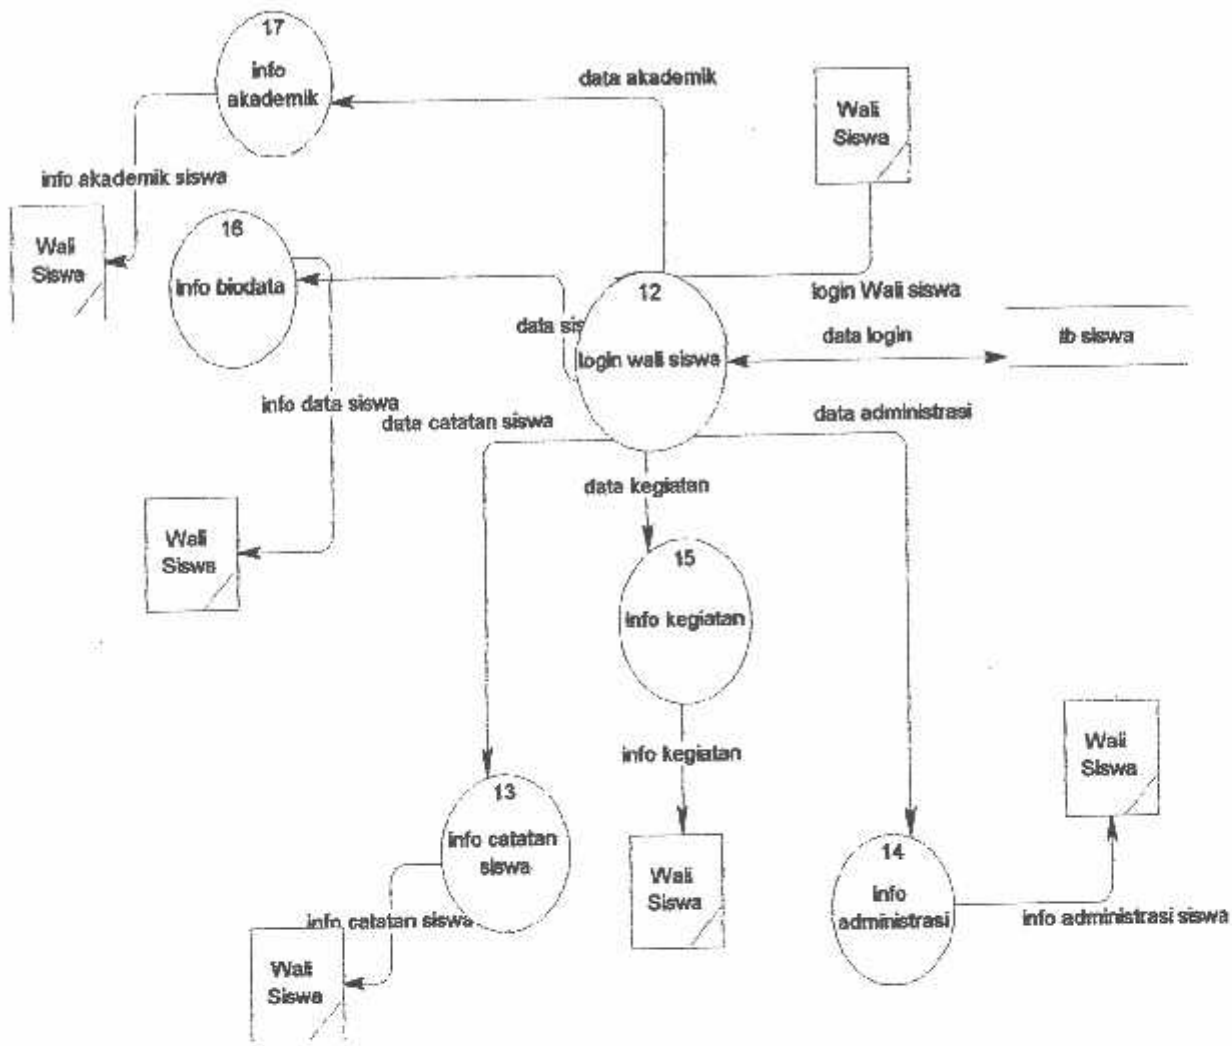 17
info
akademik
data akademik
Wali
Siswa
info akademik siswa
Wali
Siswa
16
info biodata
12
login wali siswa
login Wali siswa
data login
tb siswa
info data siswa
data catatan siswa
data administrasi
data kegiatan
Wali
Siswa
15
info kegiatan
info kegiatan
Wali
Siswa
13
info catatan
siswa
14
info
administrasi
Wali
Siswa
info administrasi siswa
info catatan siswa
Wali
Siswa